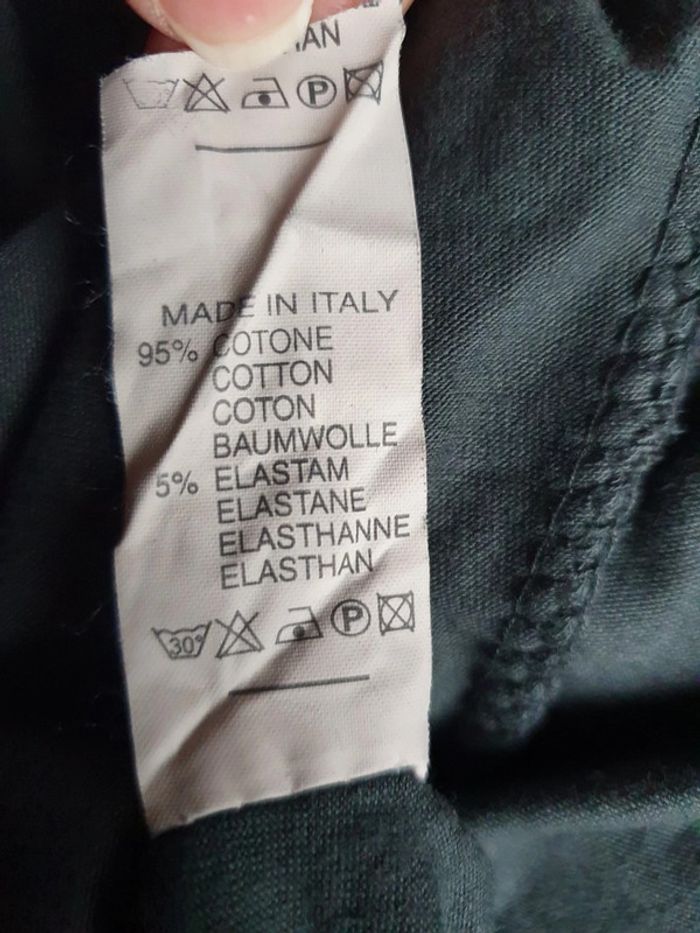 MADE IN ITALY
95% COTONE
COTTON
COTON
BAUMWOLLE
5% ELASTAM
ELASTANE
ELASTHANNE
ELASTHAN
30° P